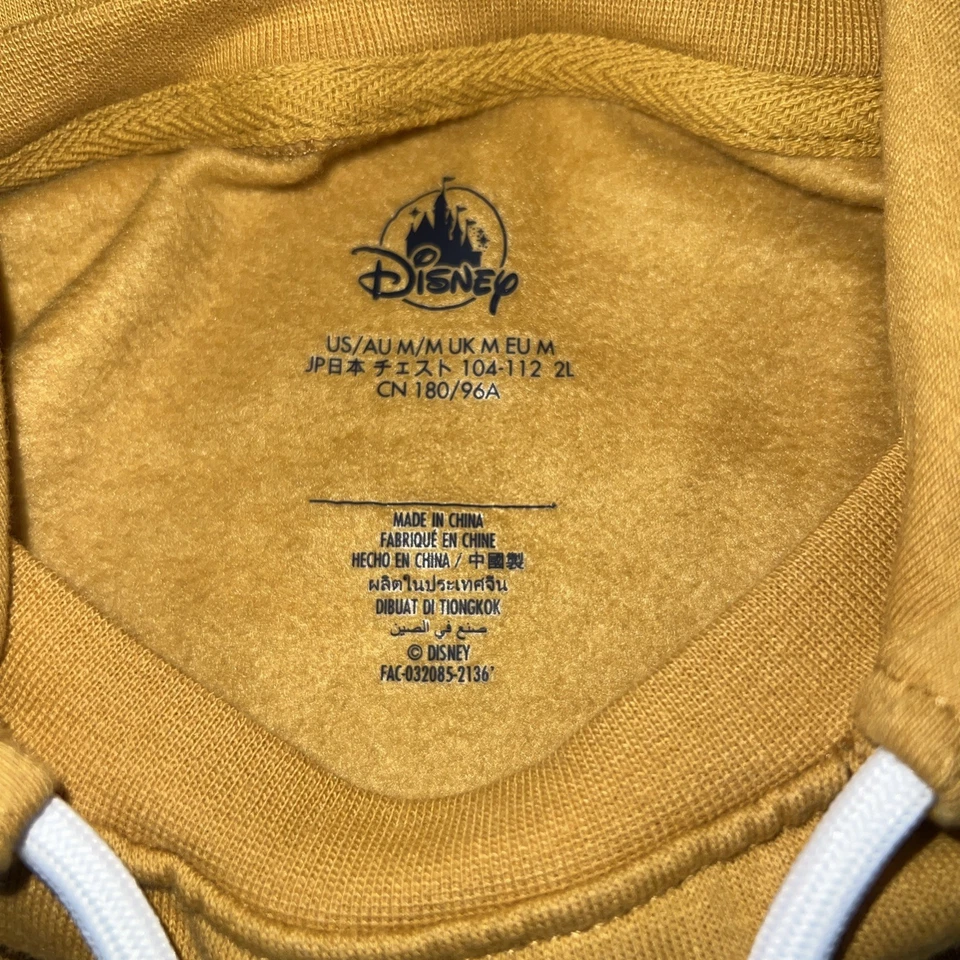 Disney
US/AU M/M UK M EU M
JP日本 チェスト 104-112 2L
CN 180/96A
MADE IN CHINA
FABRIQUÉ EN CHINE
HECHO EN CHINA / 中國製
ผลิตในประเทศจีน
DIBUAT DI TIONGKOK
صنع في الصين
© DISNEY
FAC-032085-2136